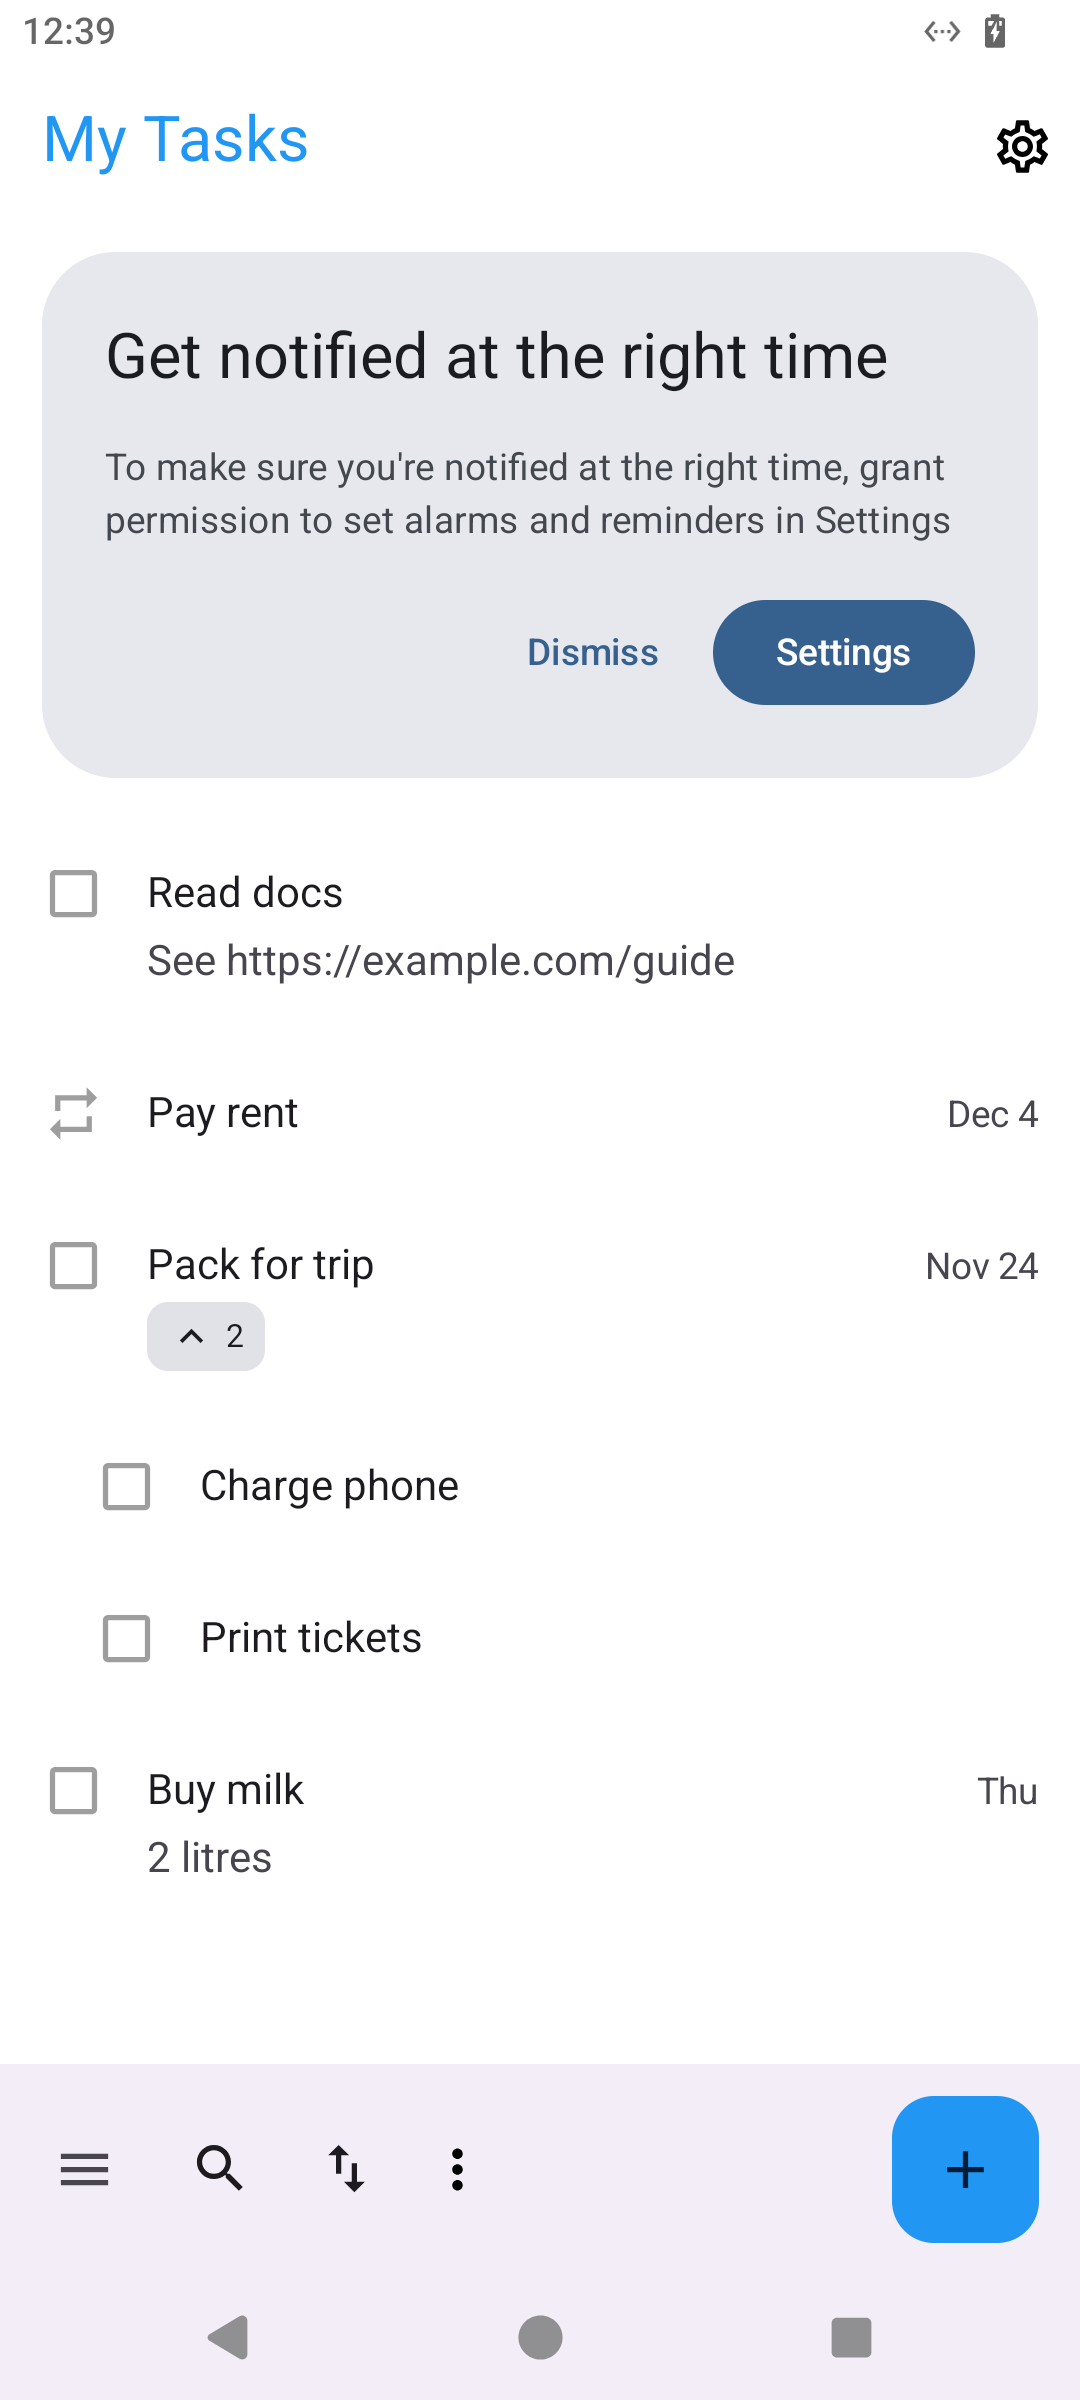 12:39
My Tasks
Get notified at the right time
To make sure you're notified at the right time, grant
permission to set alarms and reminders in Settings
Dismiss Settings
Read docs
See https://example.com/guide
Pay rent Dec 4
Pack for trip Nov 24
2
Charge phone
Print tickets
Buy milk Thu
2 litres